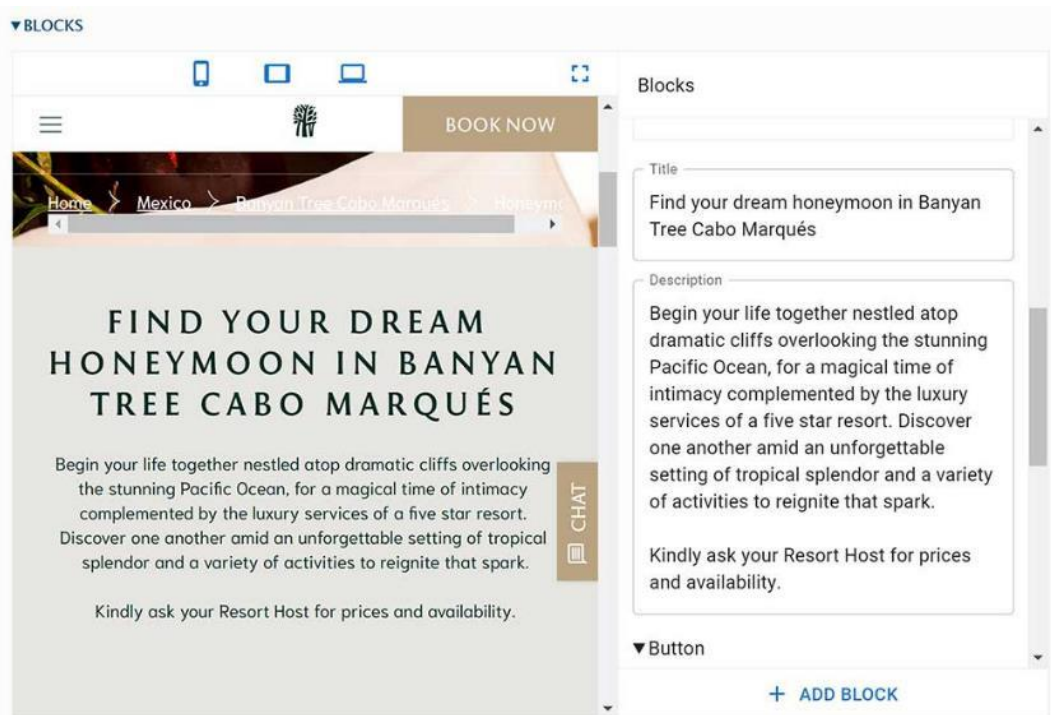 ▼BLOCKS
BOOK NOW
Home > Mexico > Banyan Tree Cabo Marqués > Honeymo
FIND YOUR DREAM
HONEYMOON IN BANYAN
TREE CABO MARQUÉS
Begin your life together nestled atop dramatic cliffs overlooking
the stunning Pacific Ocean, for a magical time of intimacy
complemented by the luxury services of a five star resort.
Discover one another amid an unforgettable setting of tropical
splendor and a variety of activities to reignite that spark.
Kindly ask your Resort Host for prices and availability.
CHAT
Blocks
Title
Find your dream honeymoon in Banyan
Tree Cabo Marqués
Description
Begin your life together nestled atop
dramatic cliffs overlooking the stunning
Pacific Ocean, for a magical time of
intimacy complemented by the luxury
services of a five star resort. Discover
one another amid an unforgettable
setting of tropical splendor and a variety
of activities to reignite that spark.
Kindly ask your Resort Host for prices
and availability.
▼Button
+ ADD BLOCK